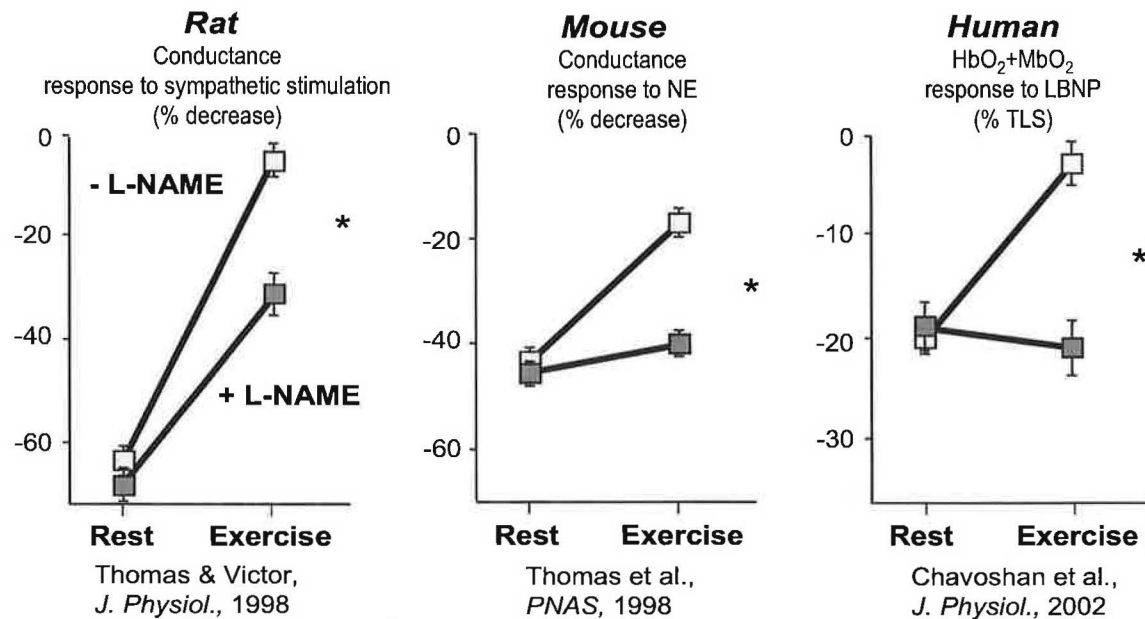 Rat
Conductance
response to sympathetic stimulation
(% decrease)
0
-20
-40
-60
- L-NAME
*
+ L-NAME
Rest Exercise
Thomas & Victor,
J. Physiol., 1998
Mouse
Conductance
response to NE
(% decrease)
0
-20
-40
-60
*
Rest Exercise
Thomas et al.,
PNAS, 1998
Human
HbO₂+MbO₂
response to LBNP
(% TLS)
0
-10
-20
-30
*
Rest Exercise
Chavoshan et al.,
J. Physiol., 2002